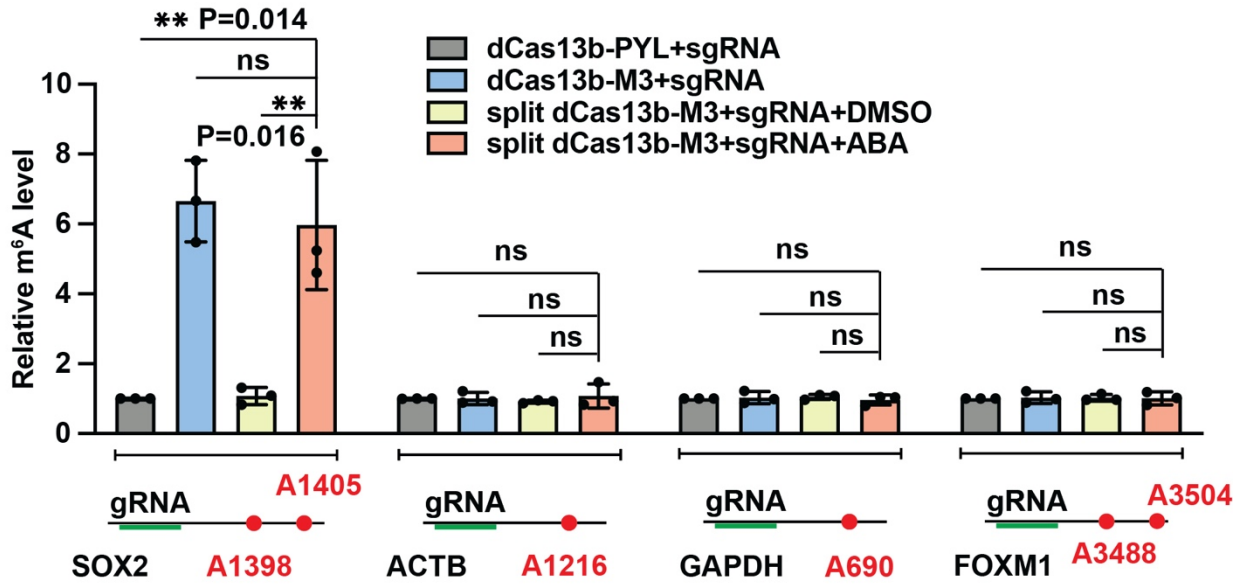 ** P=0.014
ns
**
P=0.016
dCas13b-PYL+sgRNA
dCas13b-M3+sgRNA
split dCas13b-M3+sgRNA+DMSO
split dCas13b-M3+sgRNA+ABA
Relative m⁶A level
10
8
6
4
2
0
ns
ns
ns
ns
ns
ns
ns
ns
ns
gRNA
A1405
SOX2
A1398
gRNA
ACTB
A1216
gRNA
GAPDH
A690
gRNA
A3504
FOXM1
A3488